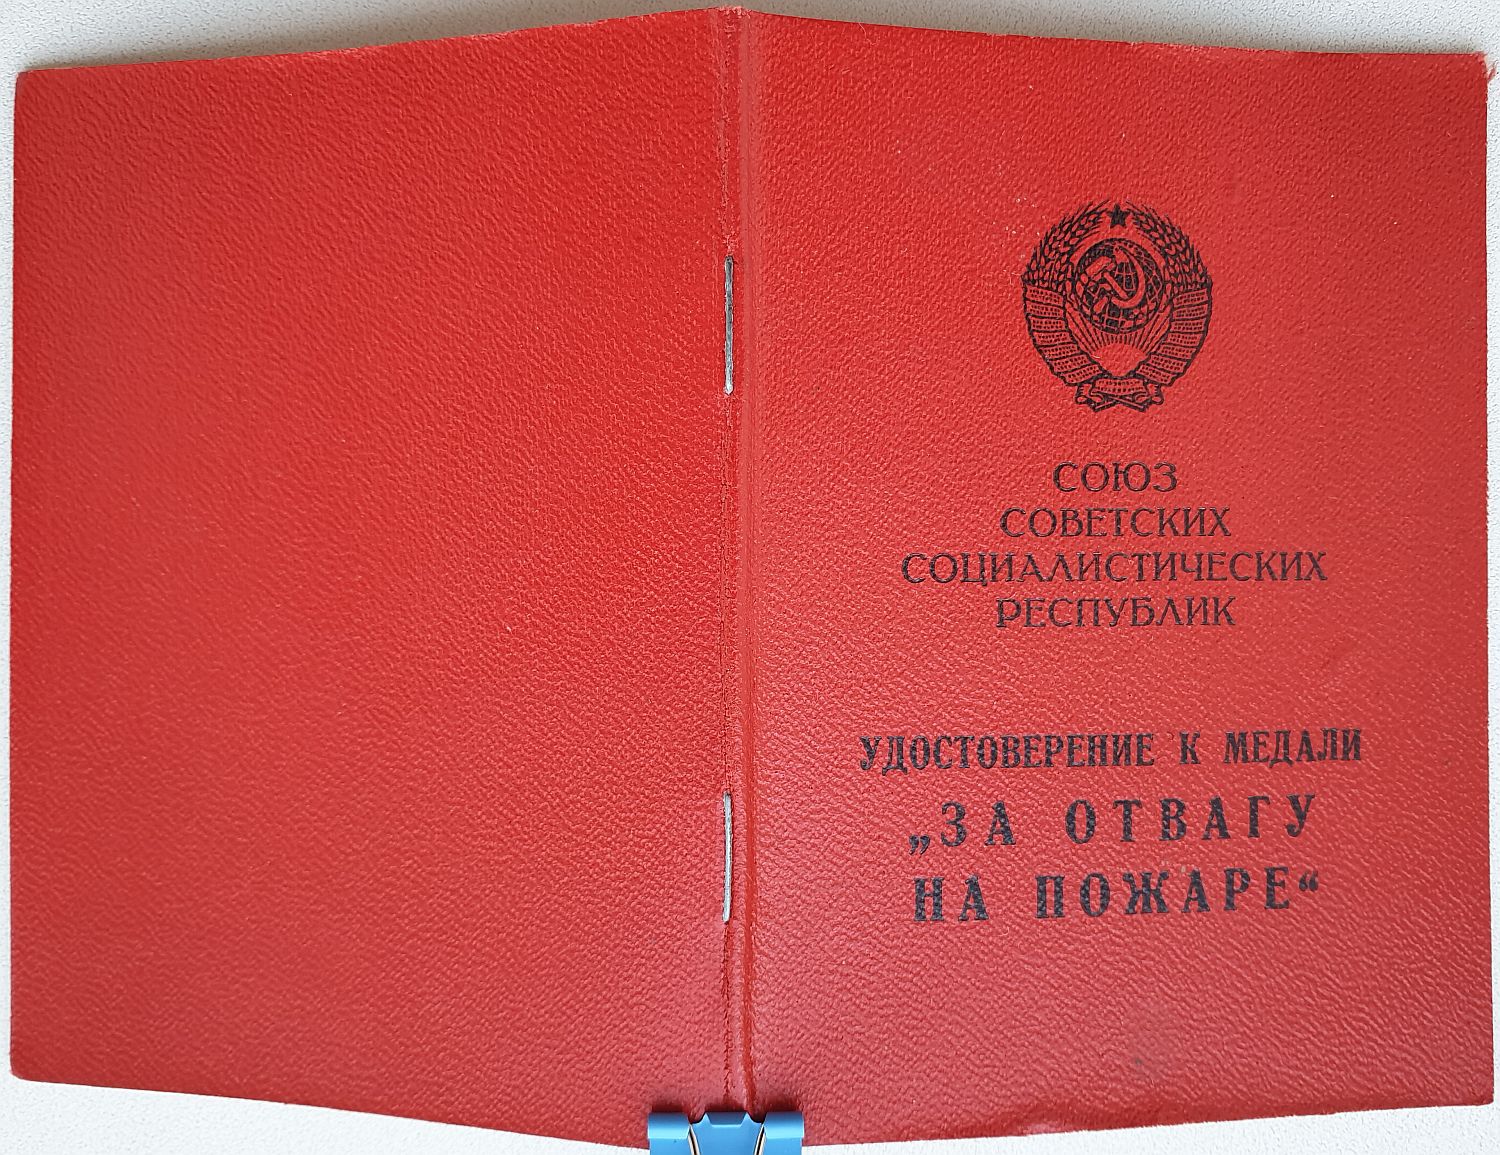 СОЮЗ
СОВЕТСКИХ
СОЦИАЛИСТИЧЕСКИХ
РЕСПУБЛИК
УДОСТОВЕРЕНИЕ К МЕДАЛИ
„ЗА ОТВАГУ
НА ПОЖАРЕ“